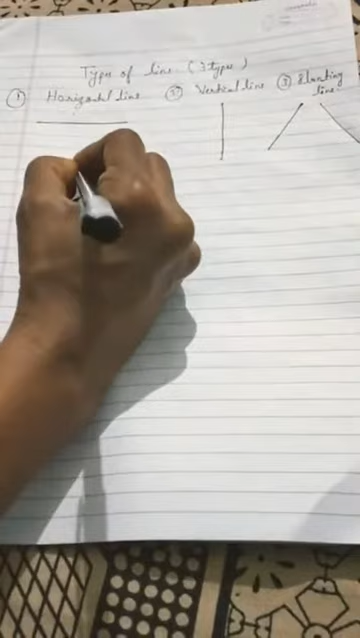 Types of line (3 types)
① Horizontal line
② Vertical line
③ Slanting
line